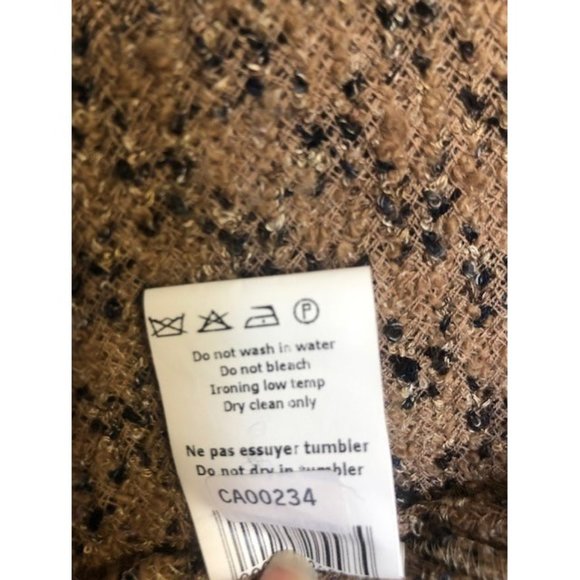 P
Do not wash in water
Do not bleach
Ironing low temp
Dry clean only
Ne pas essuyer tumbler
Do not dry in tumbler
CA00234